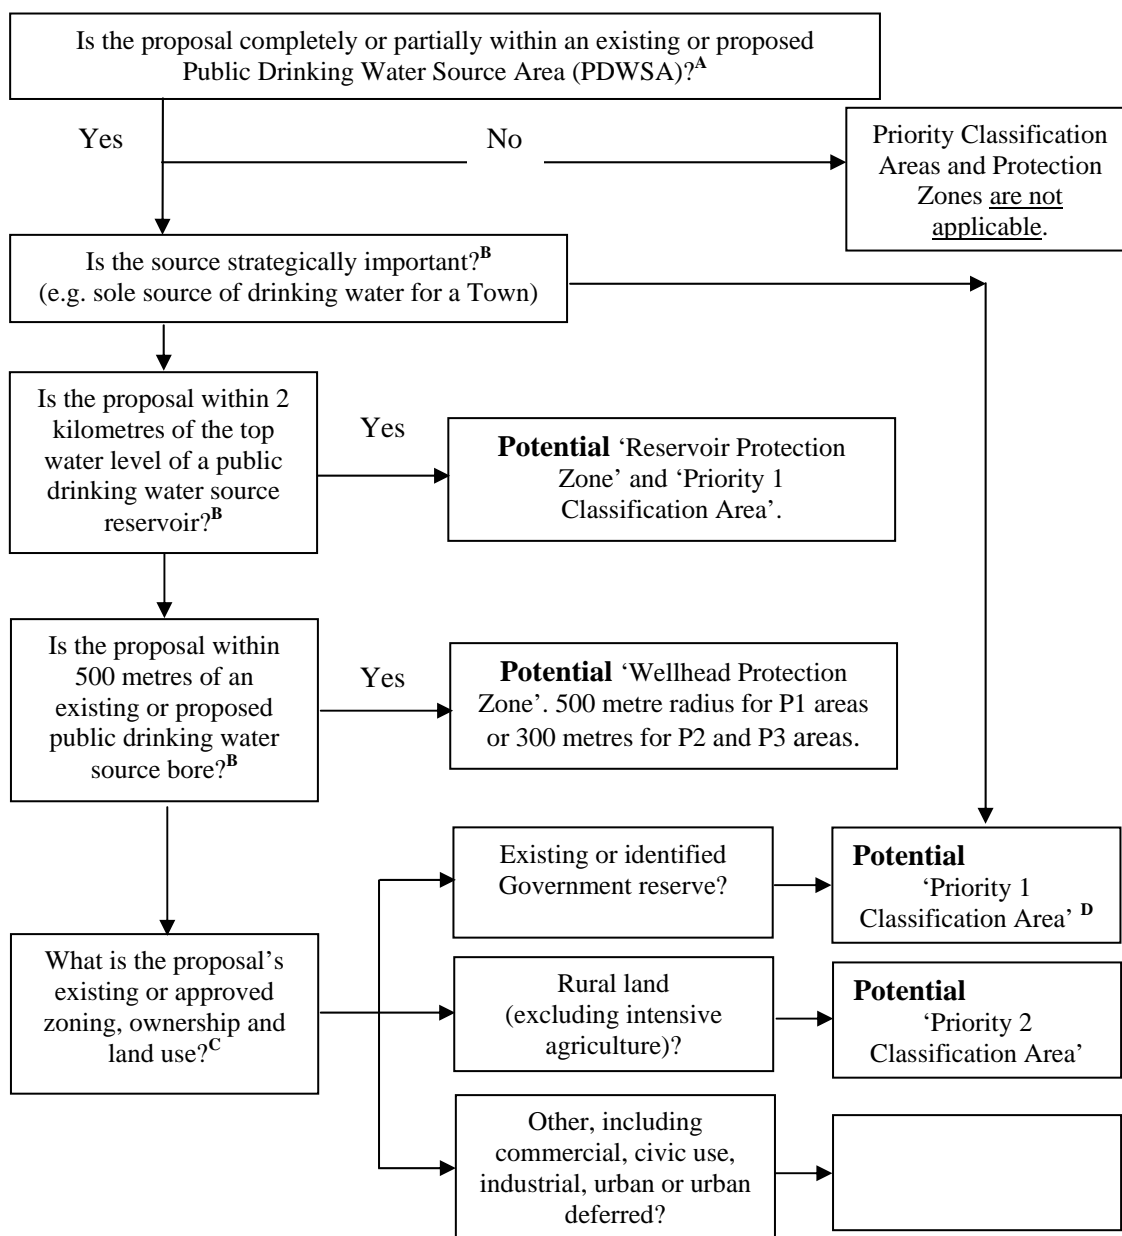 Is the proposal completely or partially within an existing or proposed
Public Drinking Water Source Area (PDWSA)?A
Yes
No
Priority Classification
Areas and Protection
Zones are not
applicable.
Is the source strategically important?B
(e.g. sole source of drinking water for a Town)
Is the proposal within 2
kilometres of the top
water level of a public
drinking water source
reservoir?B
Yes
Potential ‘Reservoir Protection
Zone’ and ‘Priority 1
Classification Area’.
Is the proposal within
500 metres of an
existing or proposed
public drinking water
source bore?B
Yes
Potential ‘Wellhead Protection
Zone’. 500 metre radius for P1 areas
or 300 metres for P2 and P3 areas.
What is the proposal’s
existing or approved
zoning, ownership and
land use?C
Existing or identified
Government reserve?
Potential
‘Priority 1
Classification Area’ D
Rural land
(excluding intensive
agriculture)?
Potential
‘Priority 2
Classification Area’
Other, including
commercial, civic use,
industrial, urban or urban
deferred?